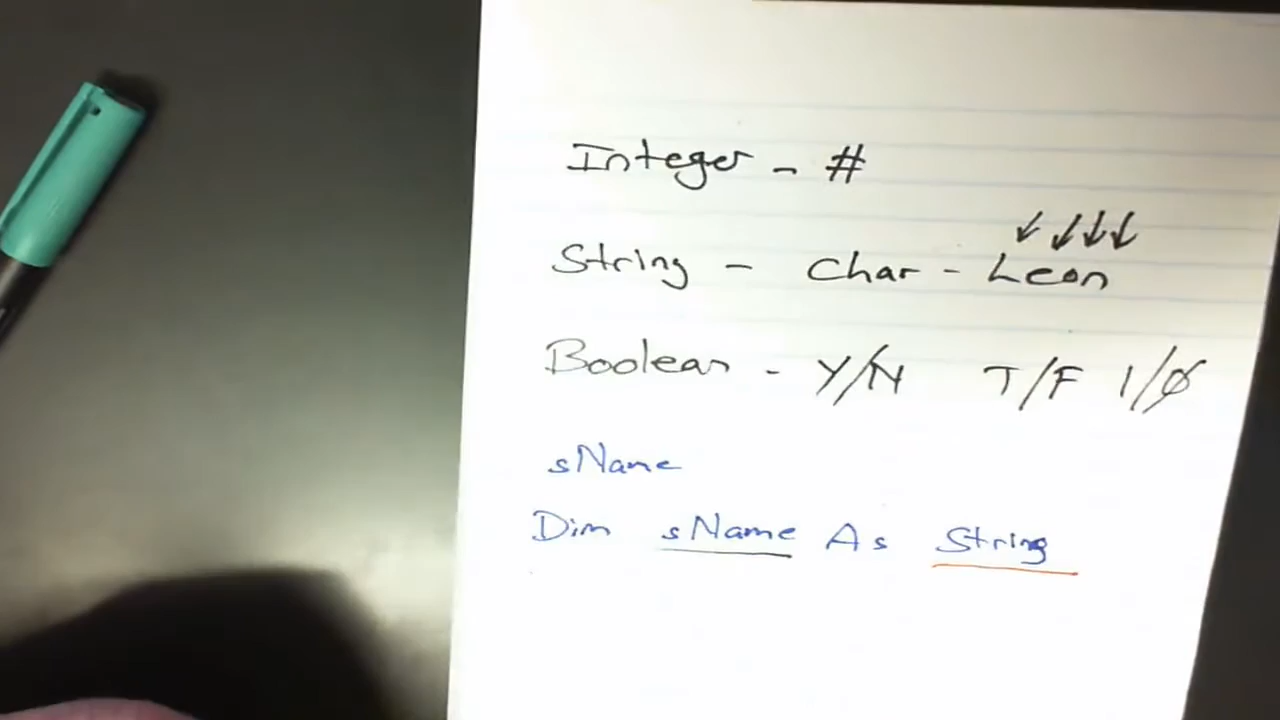 Integer - #
String - Char - Leon
Boolean - Y/N T/F 1/0
sName
Dim sName As String